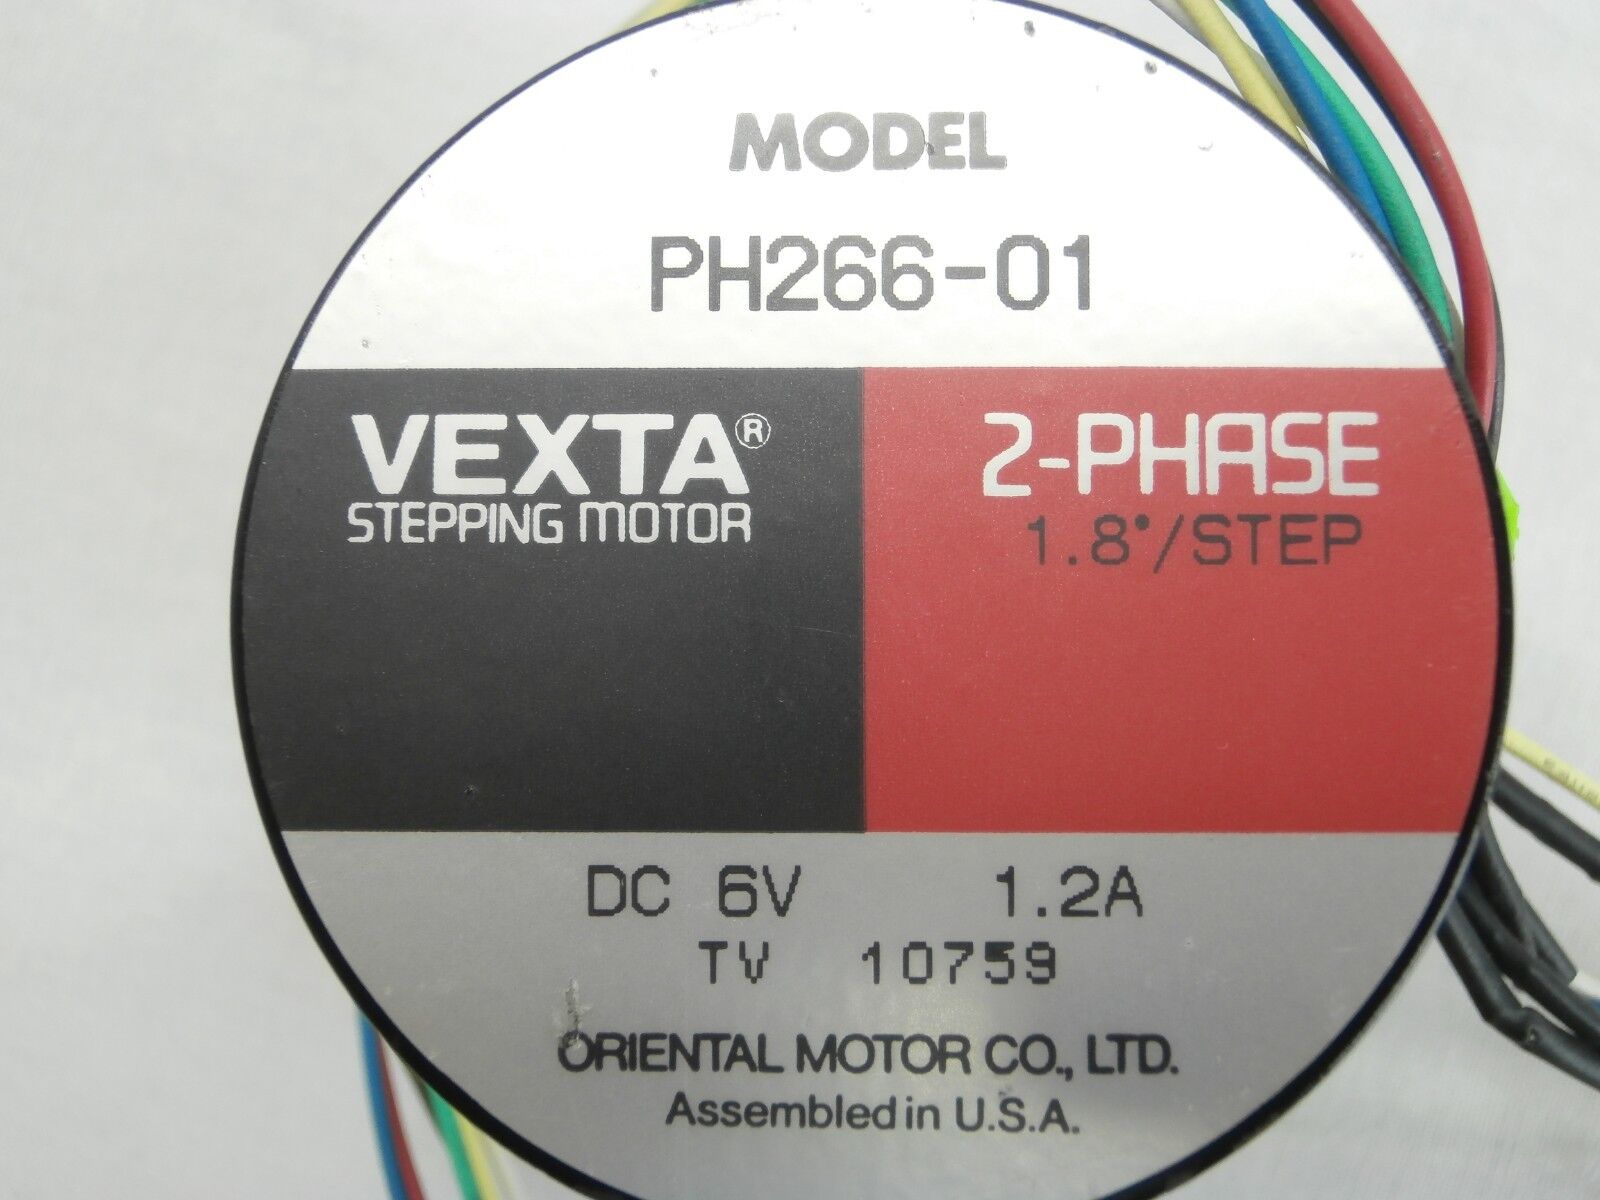 MODEL
PH266-01
VEXTA®
STEPPING MOTOR
2-PHASE
1.8°/STEP
DC 6V 1.2A
TV 10759
ORIENTAL MOTOR CO., LTD.
Assembled in U.S.A.